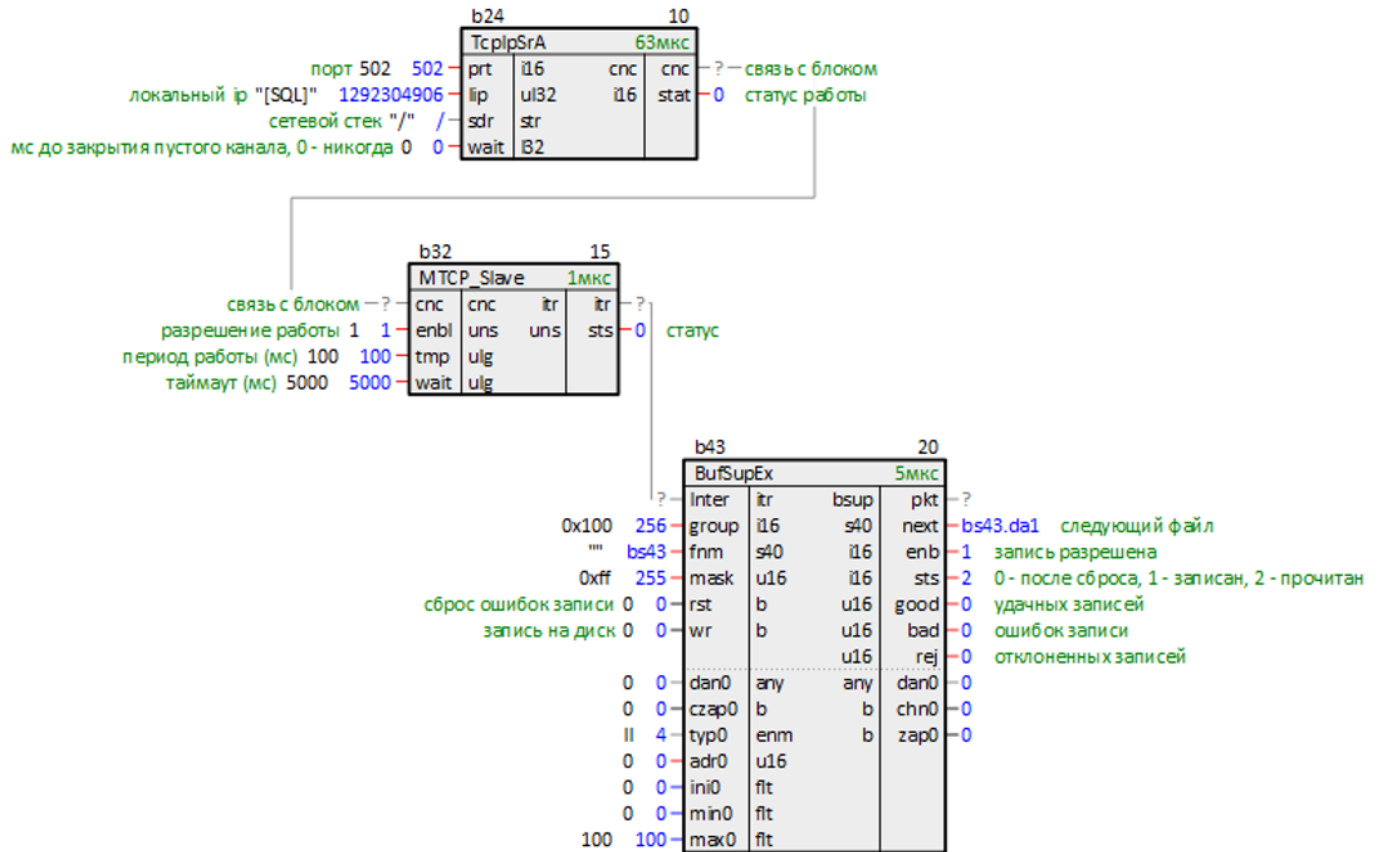 b24 10
TcpIpSrA 63мкс
порт 502 502 prt i16 cnc cnc ? связь с блоком
локальный ip "[SQL]" 1292304906 lip ul32 i16 stat 0 статус работы
сетевой стек "/" / sdr str
мс до закрытия пустого канала, 0 - никогда 0 0 wait l32
b32 15
MTCP_Slave 1мкс
связь с блоком ? cnc cnc itr itr ?
разрешение работы 1 1 enbl uns uns sts 0 статус
период работы (мс) 100 100 tmp ulg
таймаут (мс) 5000 5000 wait ulg
b43 20
BufSupEx 5мкс
? Inter itr bsup pkt ?
0x100 256 group i16 s40 next bs43.da1 следующий файл
"" bs43 fnm s40 i16 enb 1 запись разрешена
0xff 255 mask u16 i16 sts 2 0 - после сброса, 1 - записан, 2 - прочитан
сброс ошибок записи 0 0 rst b u16 good 0 удачных записей
запись на диск 0 0 wr b u16 bad 0 ошибок записи
u16 rej 0 отклоненных записей
0 0 dan0 any any dan0 0
0 0 czap0 b b chn0 0
II 4 typ0 enm b zap0 0
0 0 adr0 u16
0 0 ini0 flt
0 0 min0 flt
100 100 max0 flt